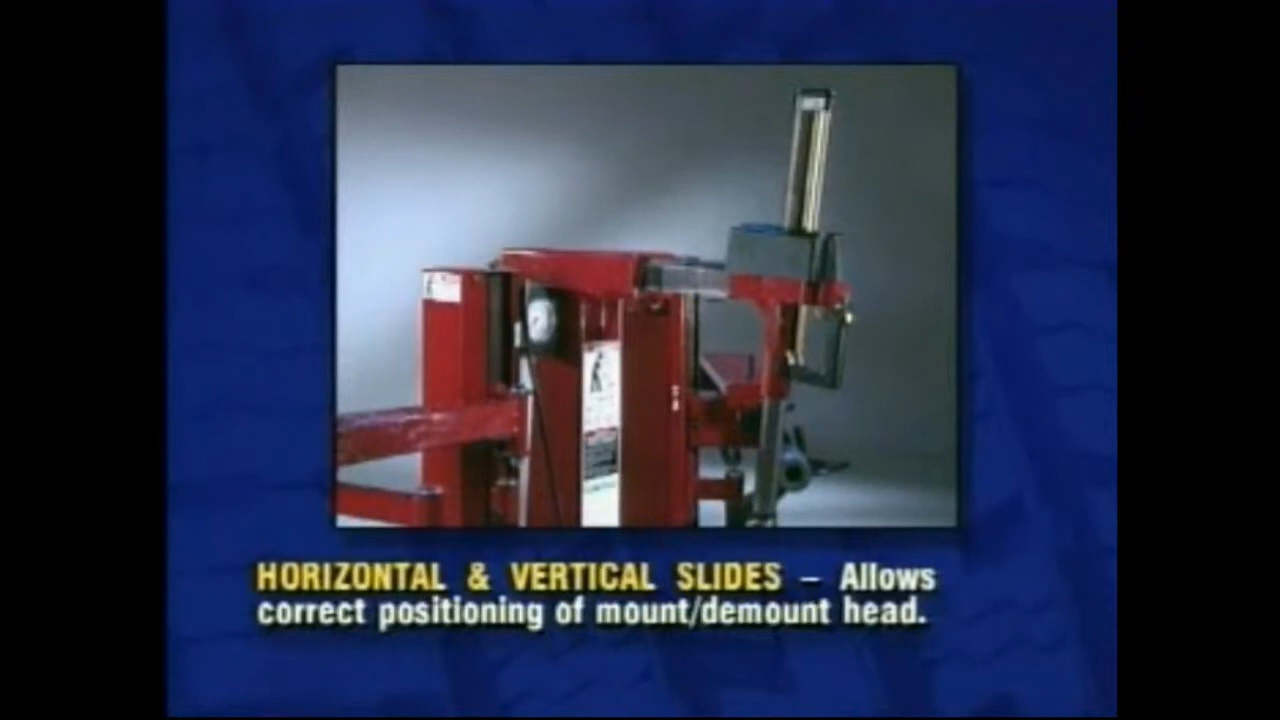 HORIZONTAL & VERTICAL SLIDES – Allows
correct positioning of mount/demount head.